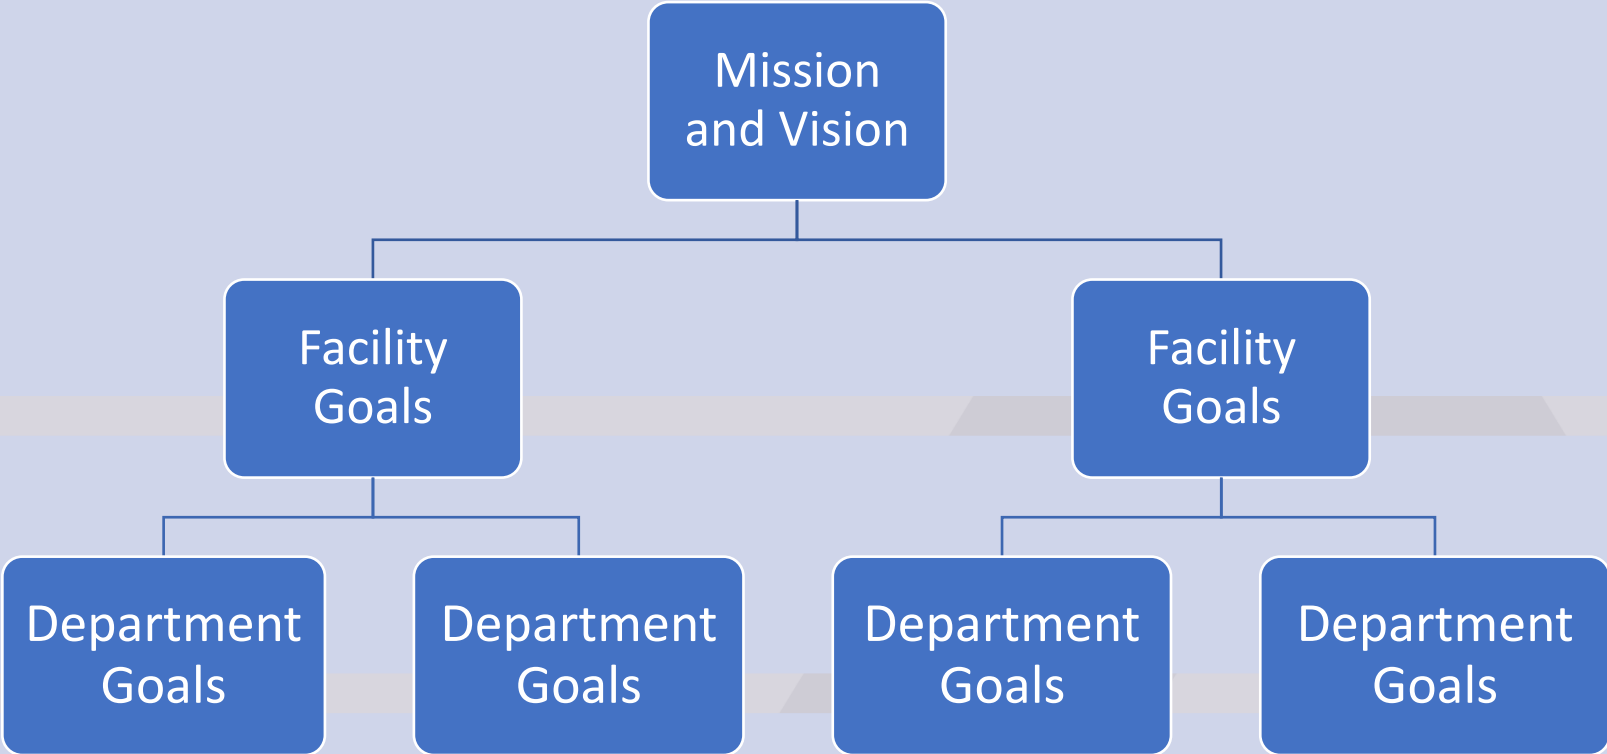 Mission
and Vision
Facility
Goals
Facility
Goals
Department
Goals
Department
Goals
Department
Goals
Department
Goals